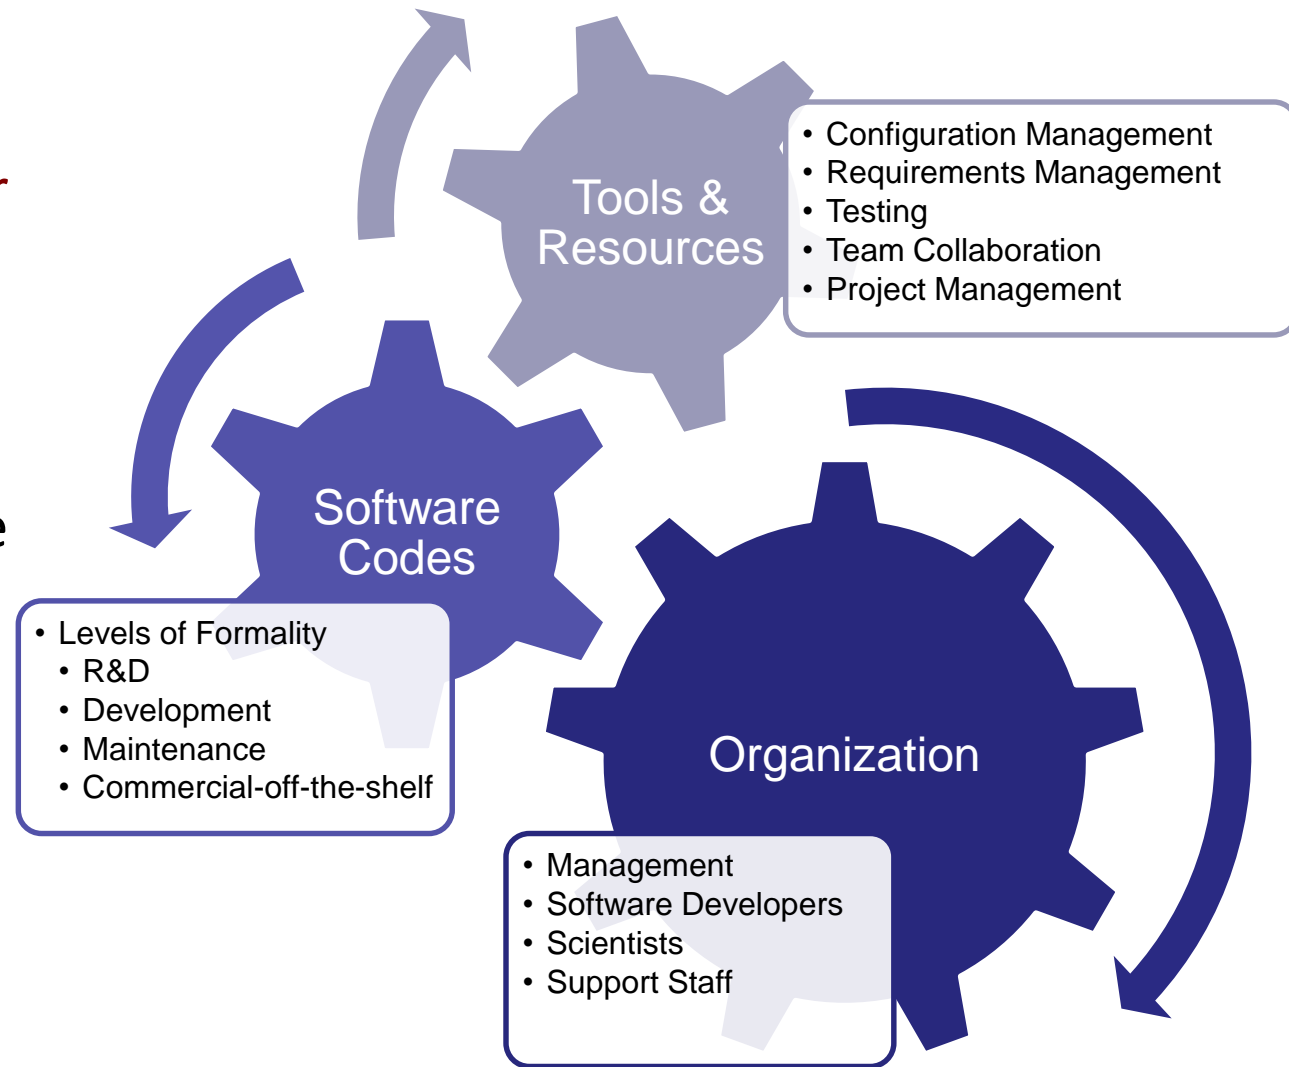 r
e
Tools &
Resources
• Configuration Management
• Requirements Management
• Testing
• Team Collaboration
• Project Management
Software
Codes
• Levels of Formality
• R&D
• Development
• Maintenance
• Commercial-off-the-shelf
Organization
• Management
• Software Developers
• Scientists
• Support Staff